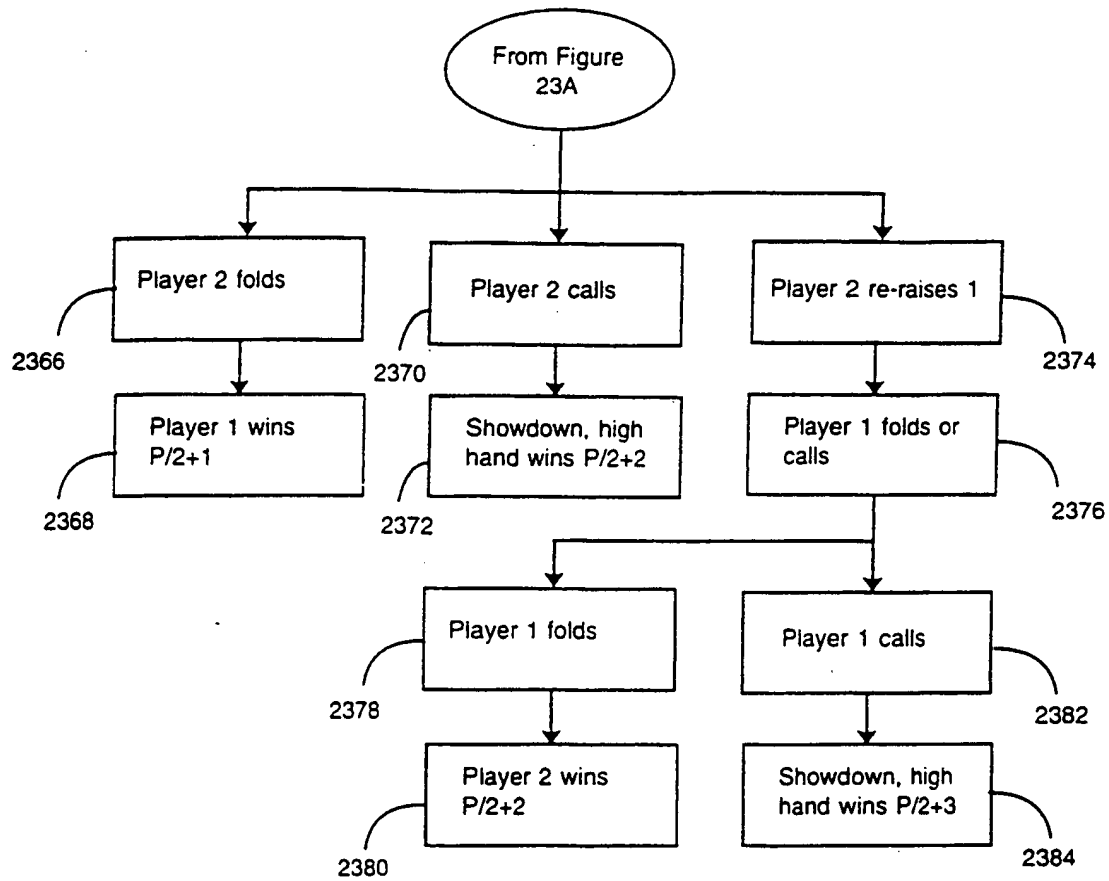 From Figure
23A
Player 2 folds
Player 2 calls
Player 2 re-raises 1
2366
2370
2374
Player 1 wins
P/2+1
Showdown, high
hand wins P/2+2
Player 1 folds or
calls
2368
2372
2376
Player 1 folds
Player 1 calls
2378
2382
Player 2 wins
P/2+2
Showdown, high
hand wins P/2+3
2380
2384